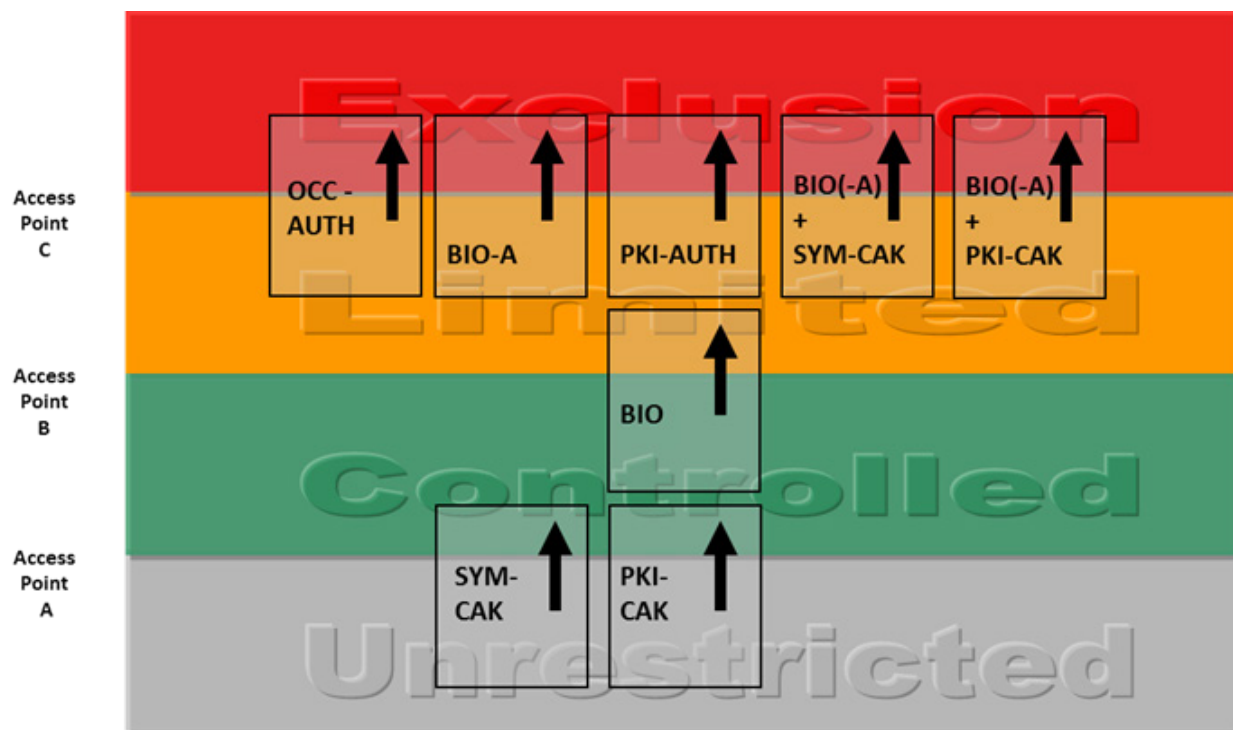 Exclusion
Access
Point
C
OCC -
AUTH
BIO-A
PKI-AUTH
BIO(-A)
+
SYM-CAK
BIO(-A)
+
PKI-CAK
Limited
Access
Point
B
BIO
Controlled
Access
Point
A
SYM-
CAK
PKI-
CAK
Unrestricted